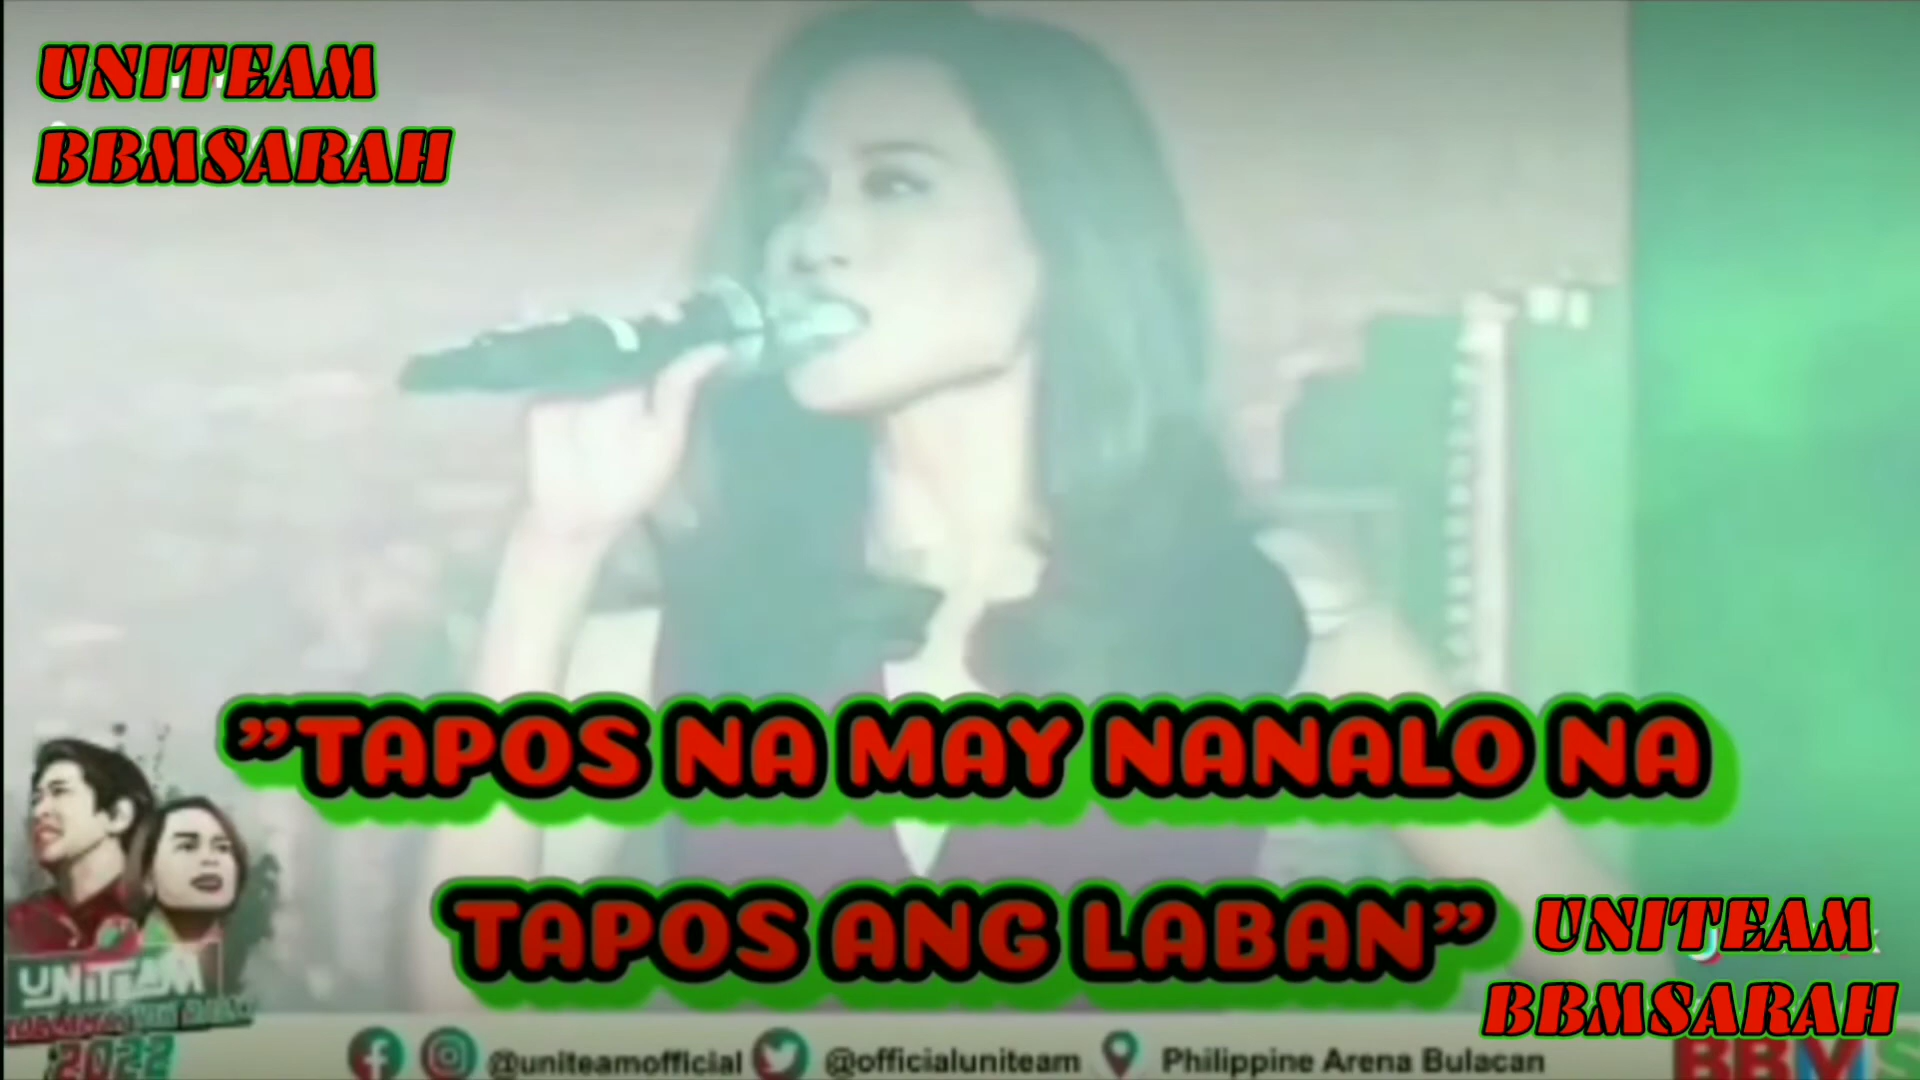 UNITEAM
BBMSARAH
”TAPOS NA MAY NANALO NA
TAPOS ANG LABAN”
UNITEAM
BBMSARAH
UNITEAM
2022
@uniteamofficial
@officialuniteam
Philippine Arena Bulacan
BBMS